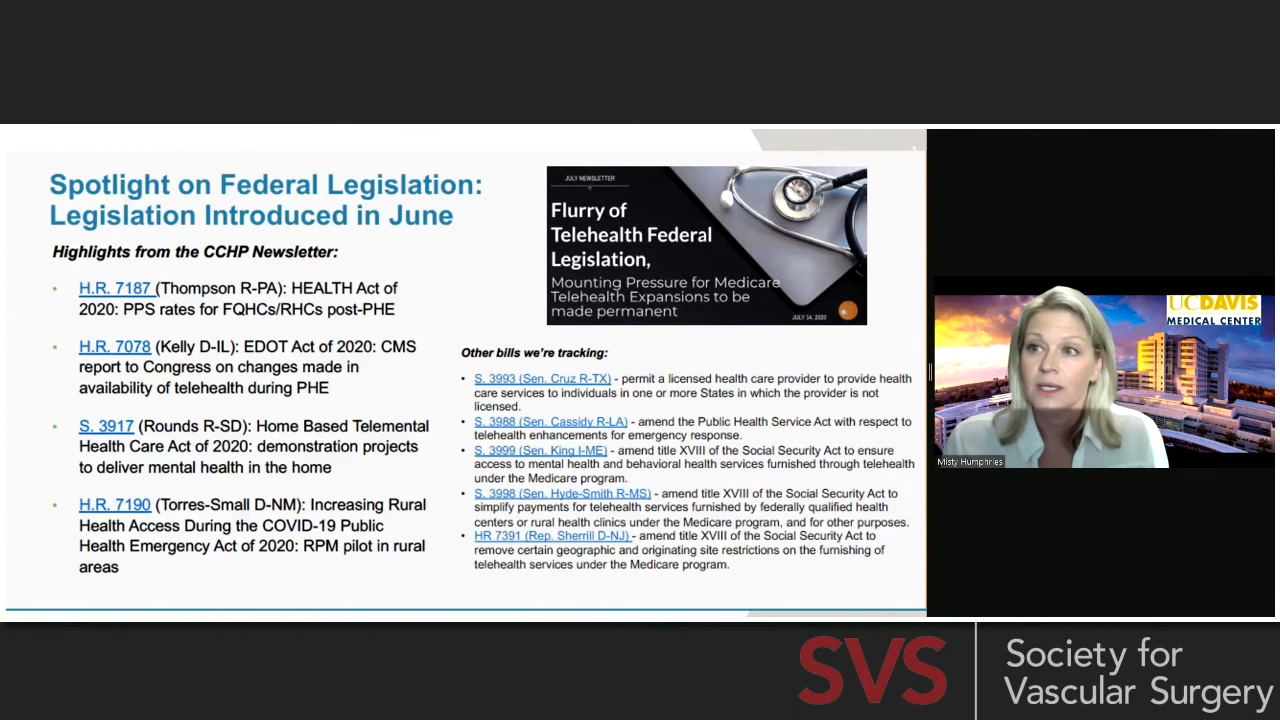 Spotlight on Federal Legislation:
Legislation Introduced in June
Highlights from the CCHP Newsletter:
• H.R. 7187 (Thompson R-PA): HEALTH Act of
2020: PPS rates for FQHCs/RHCs post-PHE
• H.R. 7078 (Kelly D-IL): EDOT Act of 2020: CMS
report to Congress on changes made in
availability of telehealth during PHE
• S. 3917 (Rounds R-SD): Home Based Telemental
Health Care Act of 2020: demonstration projects
to deliver mental health in the home
• H.R. 7190 (Torres-Small D-NM): Increasing Rural
Health Access During the COVID-19 Public
Health Emergency Act of 2020: RPM pilot in rural
areas
JULY NEWSLETTER
Flurry of
Telehealth Federal
Legislation,
Mounting Pressure for Medicare
Telehealth Expansions to be
made permanent
JULY 14, 2020
Other bills we're tracking:
• S. 3993 (Sen. Cruz R-TX) - permit a licensed health care provider to provide health
care services to individuals in one or more States in which the provider is not
licensed.
• S. 3988 (Sen. Cassidy R-LA) - amend the Public Health Service Act with respect to
telehealth enhancements for emergency response.
• S. 3999 (Sen. King I-ME) - amend title XVIII of the Social Security Act to ensure
access to mental health and behavioral health services furnished through telehealth
under the Medicare program.
• S. 3998 (Sen. Hyde-Smith R-MS) - amend title XVIII of the Social Security Act to
simplify payments for telehealth services furnished by federally qualified health
centers or rural health clinics under the Medicare program, and for other purposes.
• HR 7391 (Rep. Sherrill D-NJ) - amend title XVIII of the Social Security Act to
remove certain geographic and originating site restrictions on the furnishing of
telehealth services under the Medicare program.
UCDAVIS
MEDICAL CENTER
Misty Humphries
SVS
Society for
Vascular Surgery